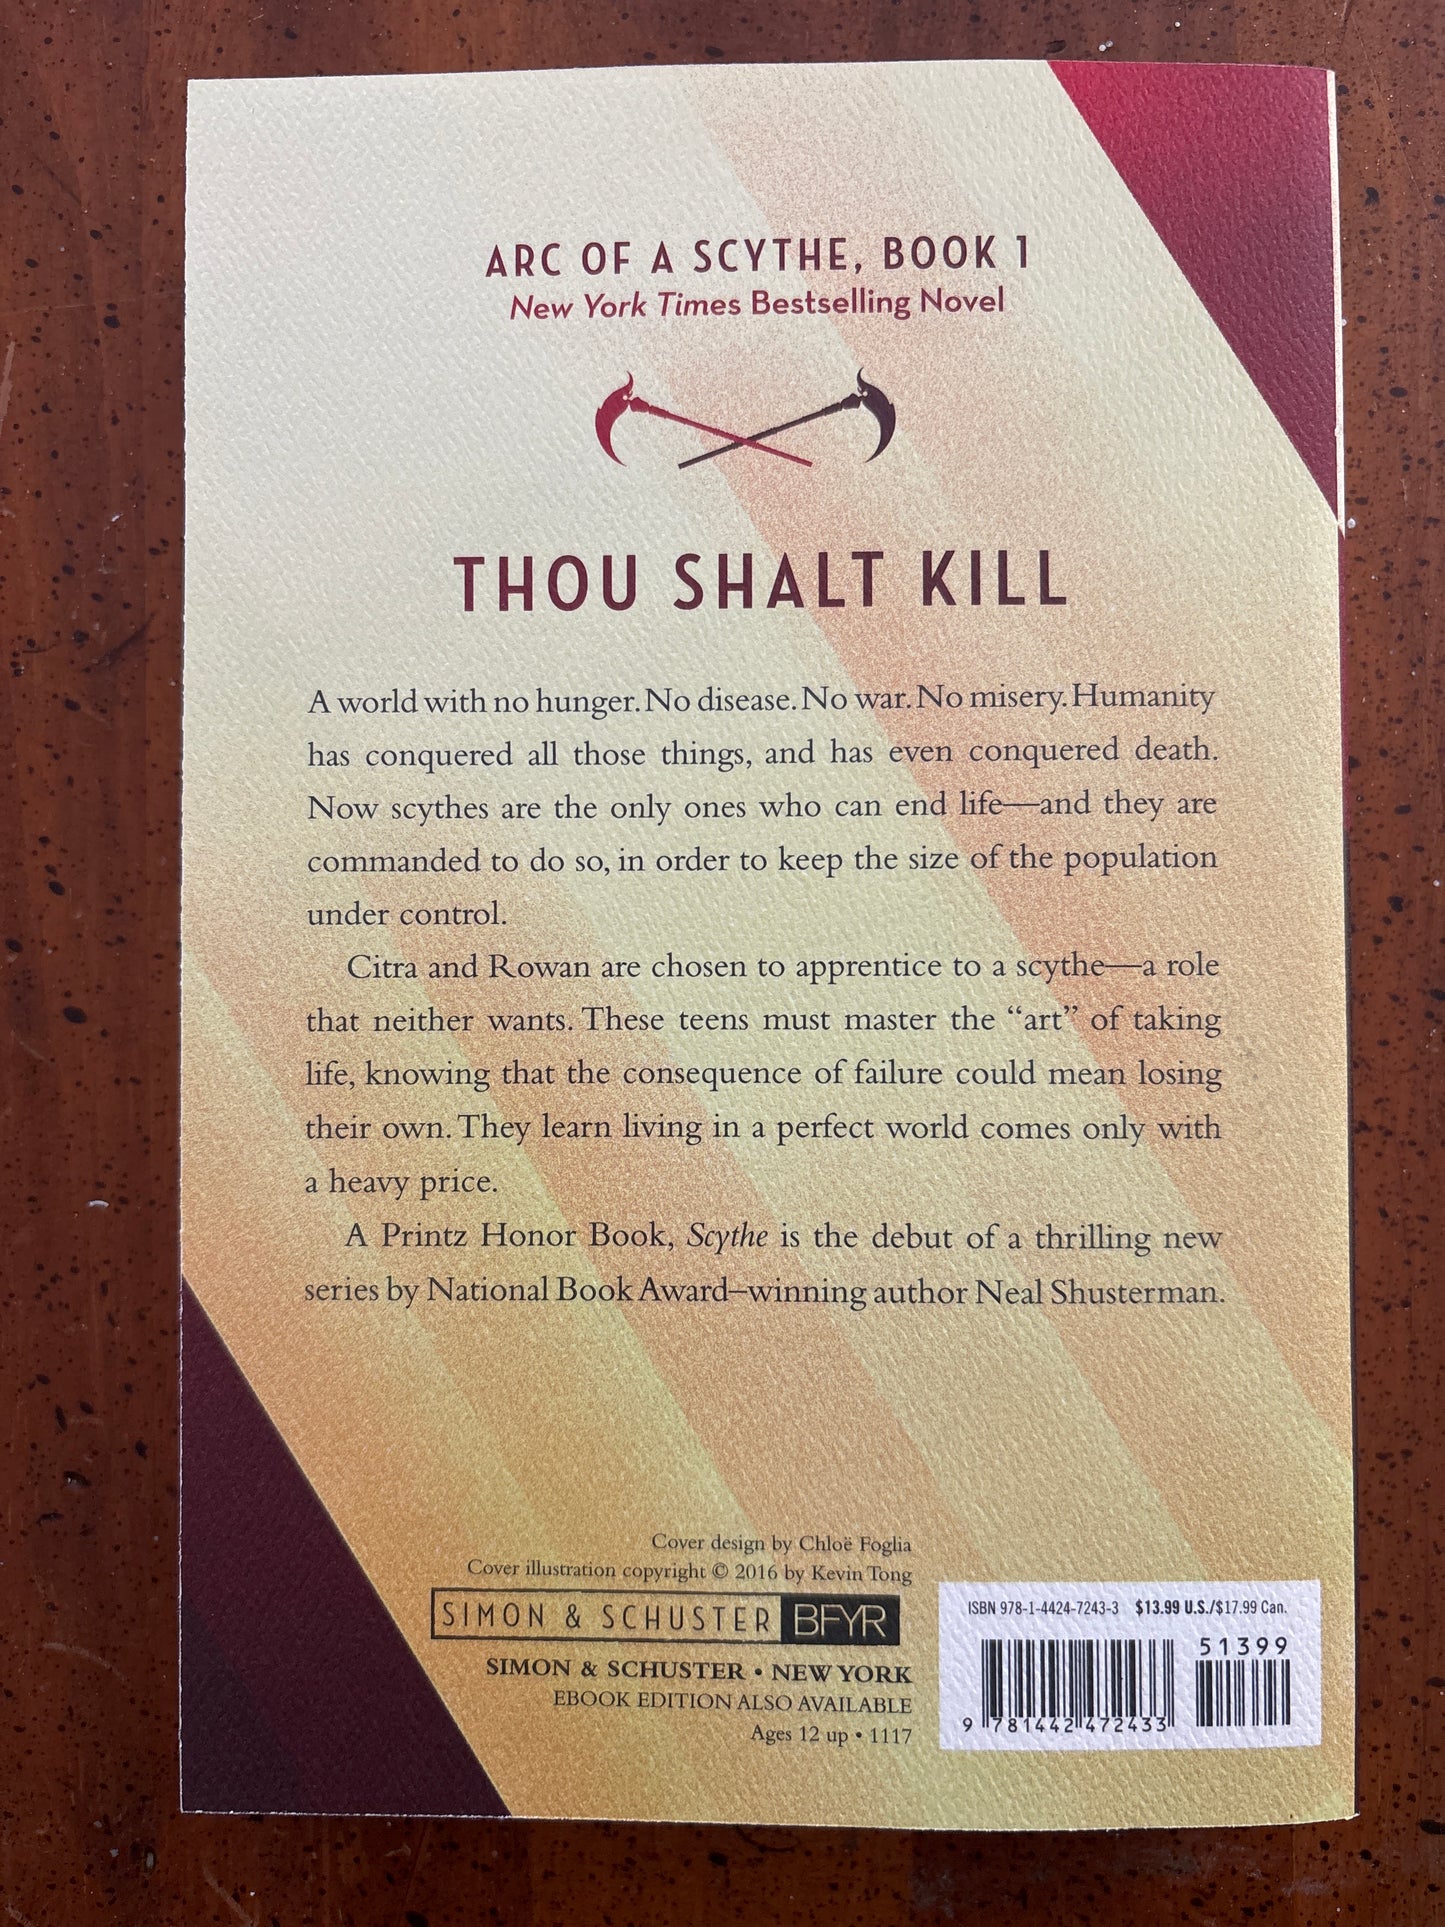 ARC OF A SCYTHE, BOOK 1
New York Times Bestselling Novel
THOU SHALT KILL
A world with no hunger. No disease. No war. No misery. Humanity
has conquered all those things, and has even conquered death.
Now scythes are the only ones who can end life—and they are
commanded to do so, in order to keep the size of the population
under control.
Citra and Rowan are chosen to apprentice to a scythe—a role
that neither wants. These teens must master the “art” of taking
life, knowing that the consequence of failure could mean losing
their own. They learn living in a perfect world comes only with
a heavy price.
A Printz Honor Book, Scythe is the debut of a thrilling new
series by National Book Award–winning author Neal Shusterman.
Cover design by Chloë Foglia
Cover illustration copyright © 2016 by Kevin Tong
SIMON & SCHUSTER BFYR
SIMON & SCHUSTER • NEW YORK
EBOOK EDITION ALSO AVAILABLE
Ages 12 up • 1117
ISBN 978-1-4424-7243-3 $13.99 U.S./$17.99 Can.
51399
9 781442 472433